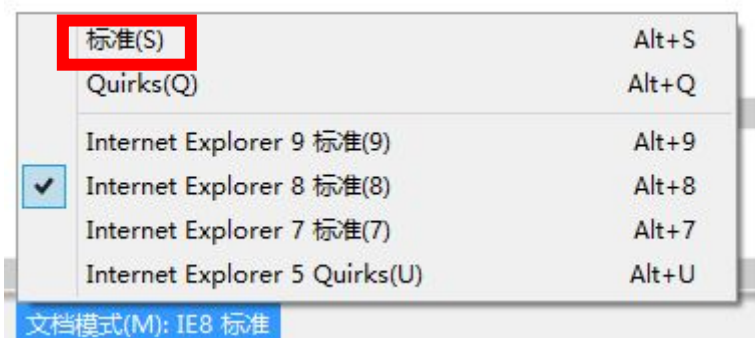 标准(S) Alt+S
Quirks(Q) Alt+Q
Internet Explorer 9 标准(9) Alt+9
Internet Explorer 8 标准(8) Alt+8
Internet Explorer 7 标准(7) Alt+7
Internet Explorer 5 Quirks(U) Alt+U
文档模式(M): IE8 标准